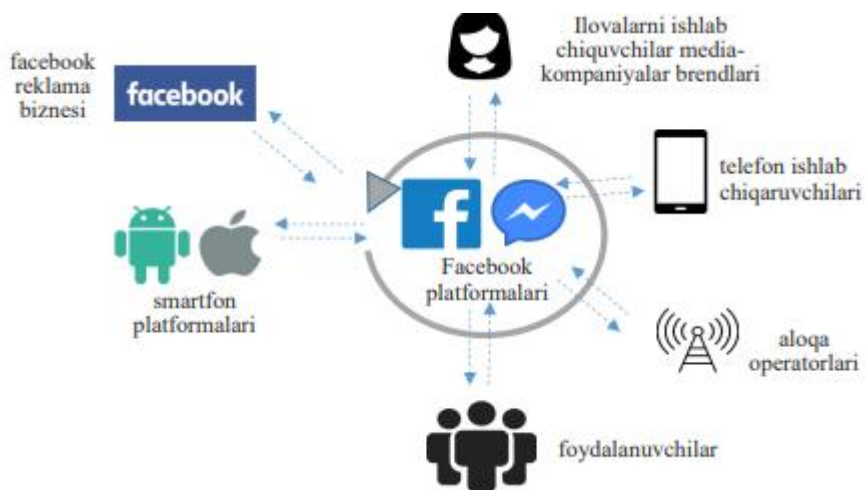 facebook
reklama
biznesi
facebook
Ilovalarni ishlab
chiquvchilar media-
kompaniyalar brendlari
telefon ishlab
chiqaruvchilari
Facebook
platformalari
smartfon
platformalari
aloqa
operatorlari
foydalanuvchilar